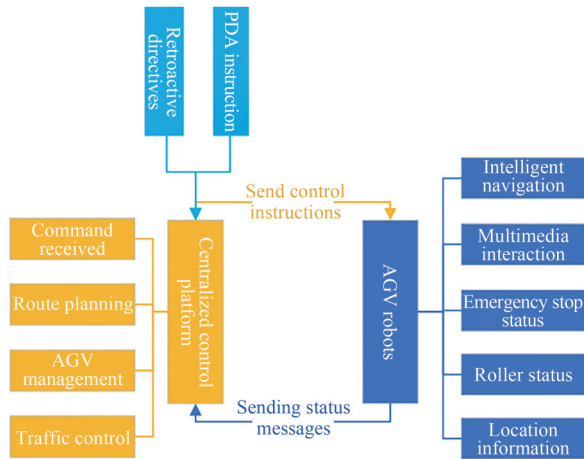 Retroactive
directives
PDA instruction
Send control
instructions
Command
received
Route planning
AGV
management
Traffic control
Centralized control
platform
AGV robots
Intelligent
navigation
Multimedia
interaction
Emergency stop
status
Roller status
Location
information
Sending status
messages